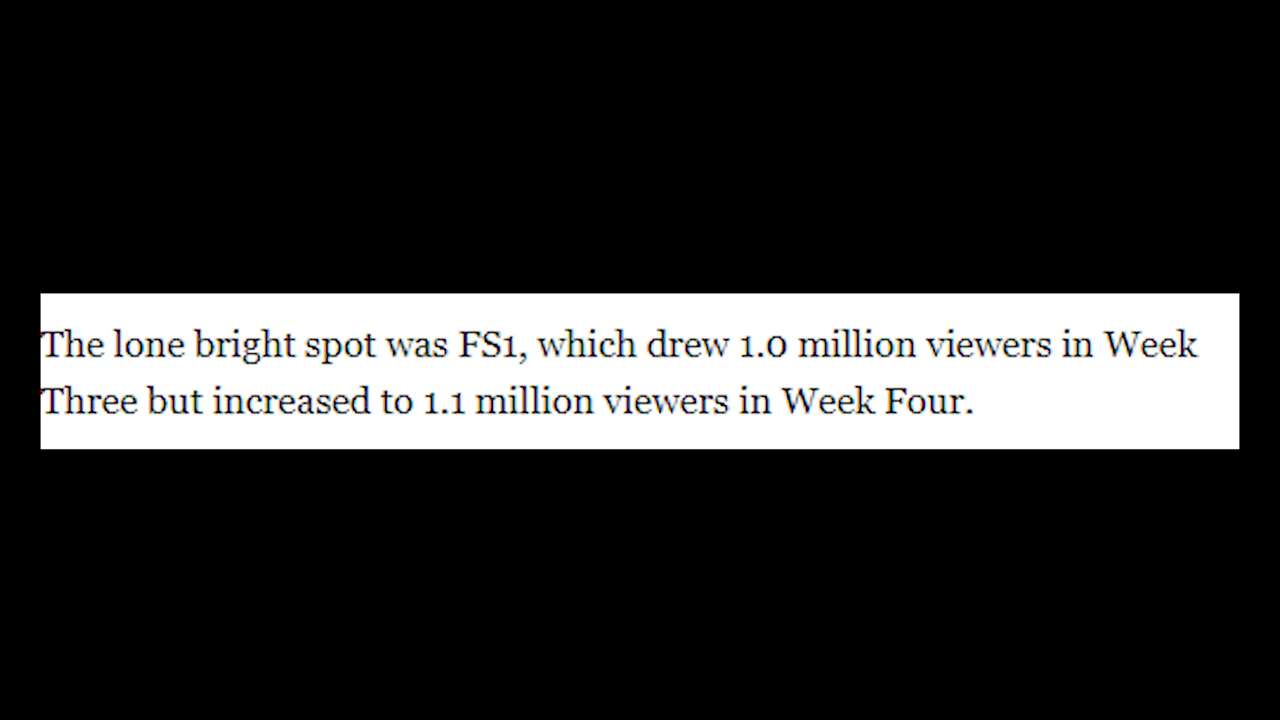 The lone bright spot was FS1, which drew 1.0 million viewers in Week
Three but increased to 1.1 million viewers in Week Four.